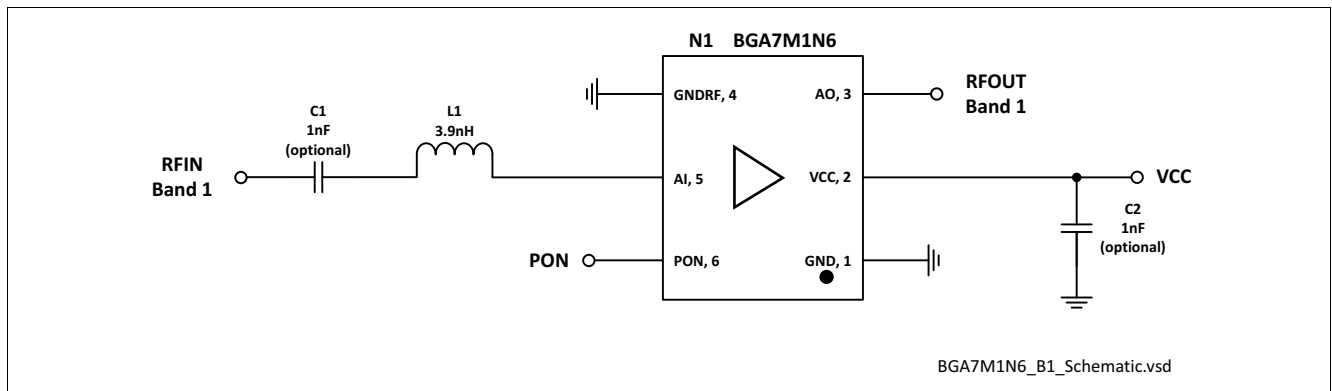 N1 BGA7M1N6
GNDRF, 4
AO, 3
RFOUT
Band 1
C1
1nF
(optional)
L1
3.9nH
RFIN
Band 1
AI, 5
VCC, 2
VCC
C2
1nF
(optional)
PON
PON, 6
GND, 1
BGA7M1N6_B1_Schematic.vsd